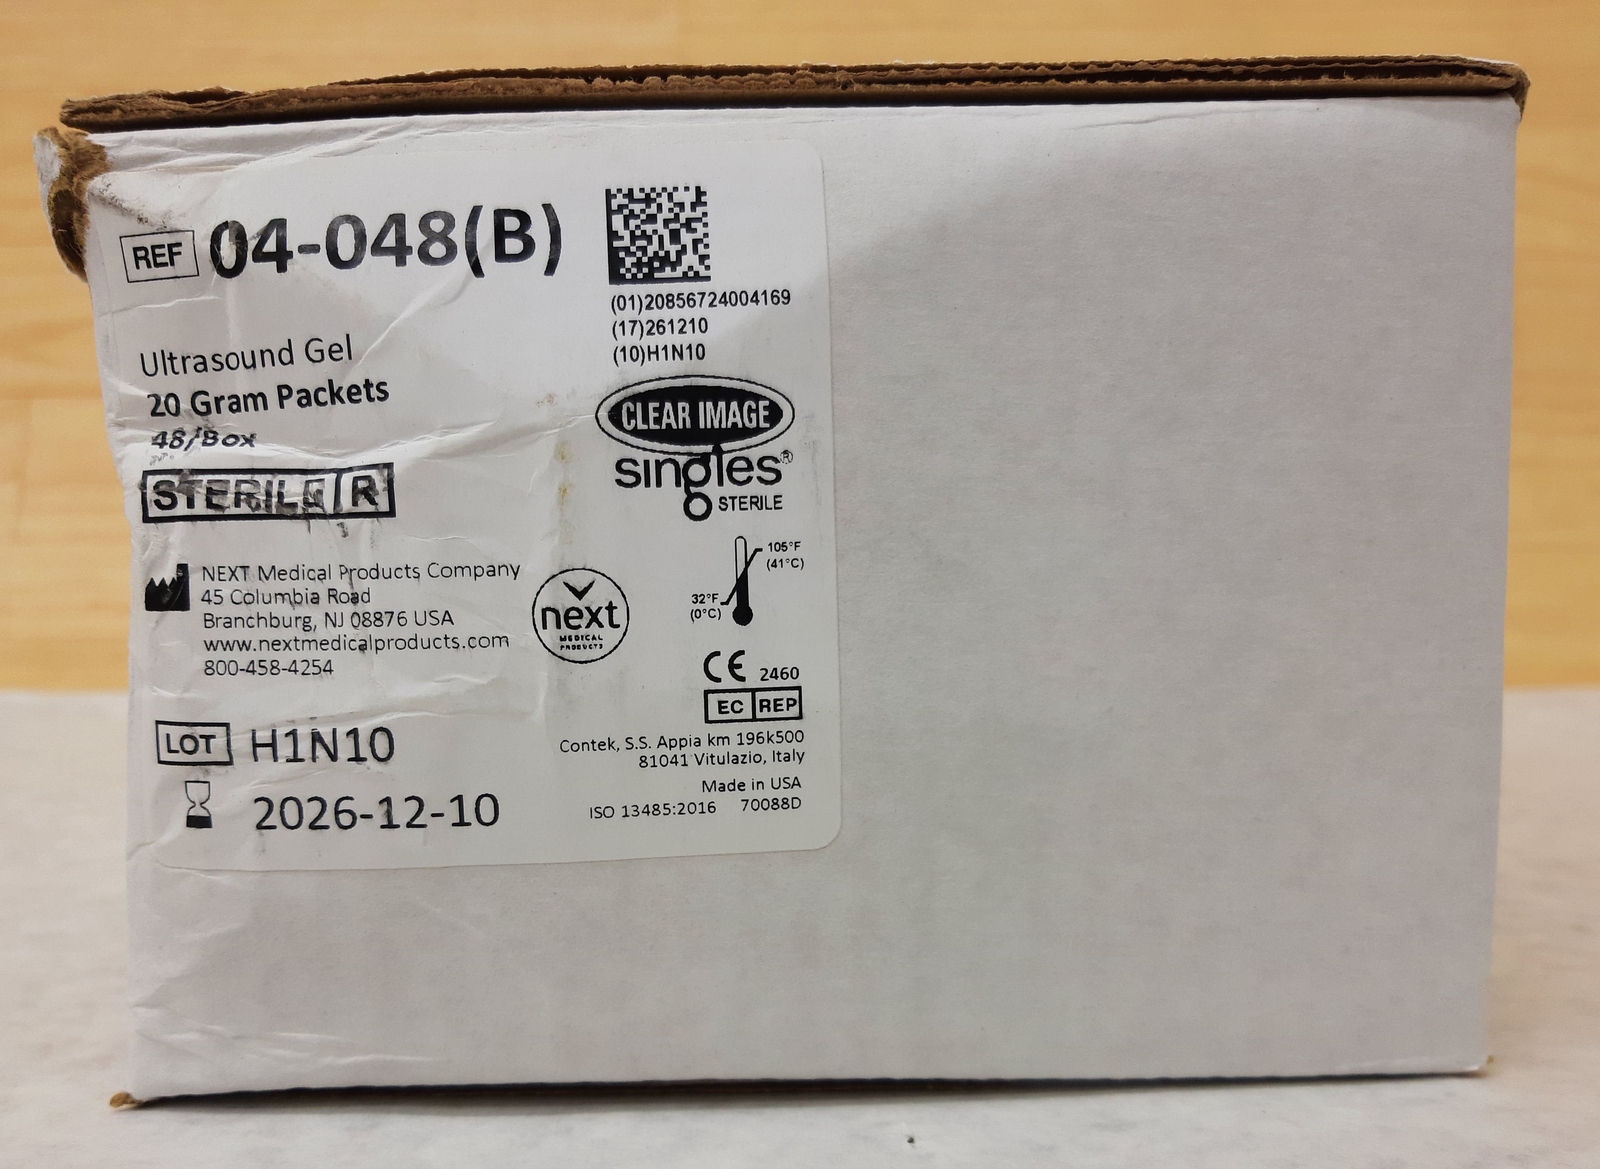 REF 04-048(B)
(01)20856724004169
(17)261210
(10)H1N10
Ultrasound Gel
20 Gram Packets
48/Box
STERILE R
CLEAR IMAGE
singles®
STERILE
105°F
(41°C)
32°F
(0°C)
NEXT Medical Products Company
45 Columbia Road
Branchburg, NJ 08876 USA
www.nextmedicalproducts.com
800-458-4254
next
MEDICAL
PRODUCTS
CE 2460
EC REP
Contek, S.S. Appia km 196k500
81041 Vitulazio, Italy
Made in USA
ISO 13485:2016 70088D
LOT H1N10
2026-12-10